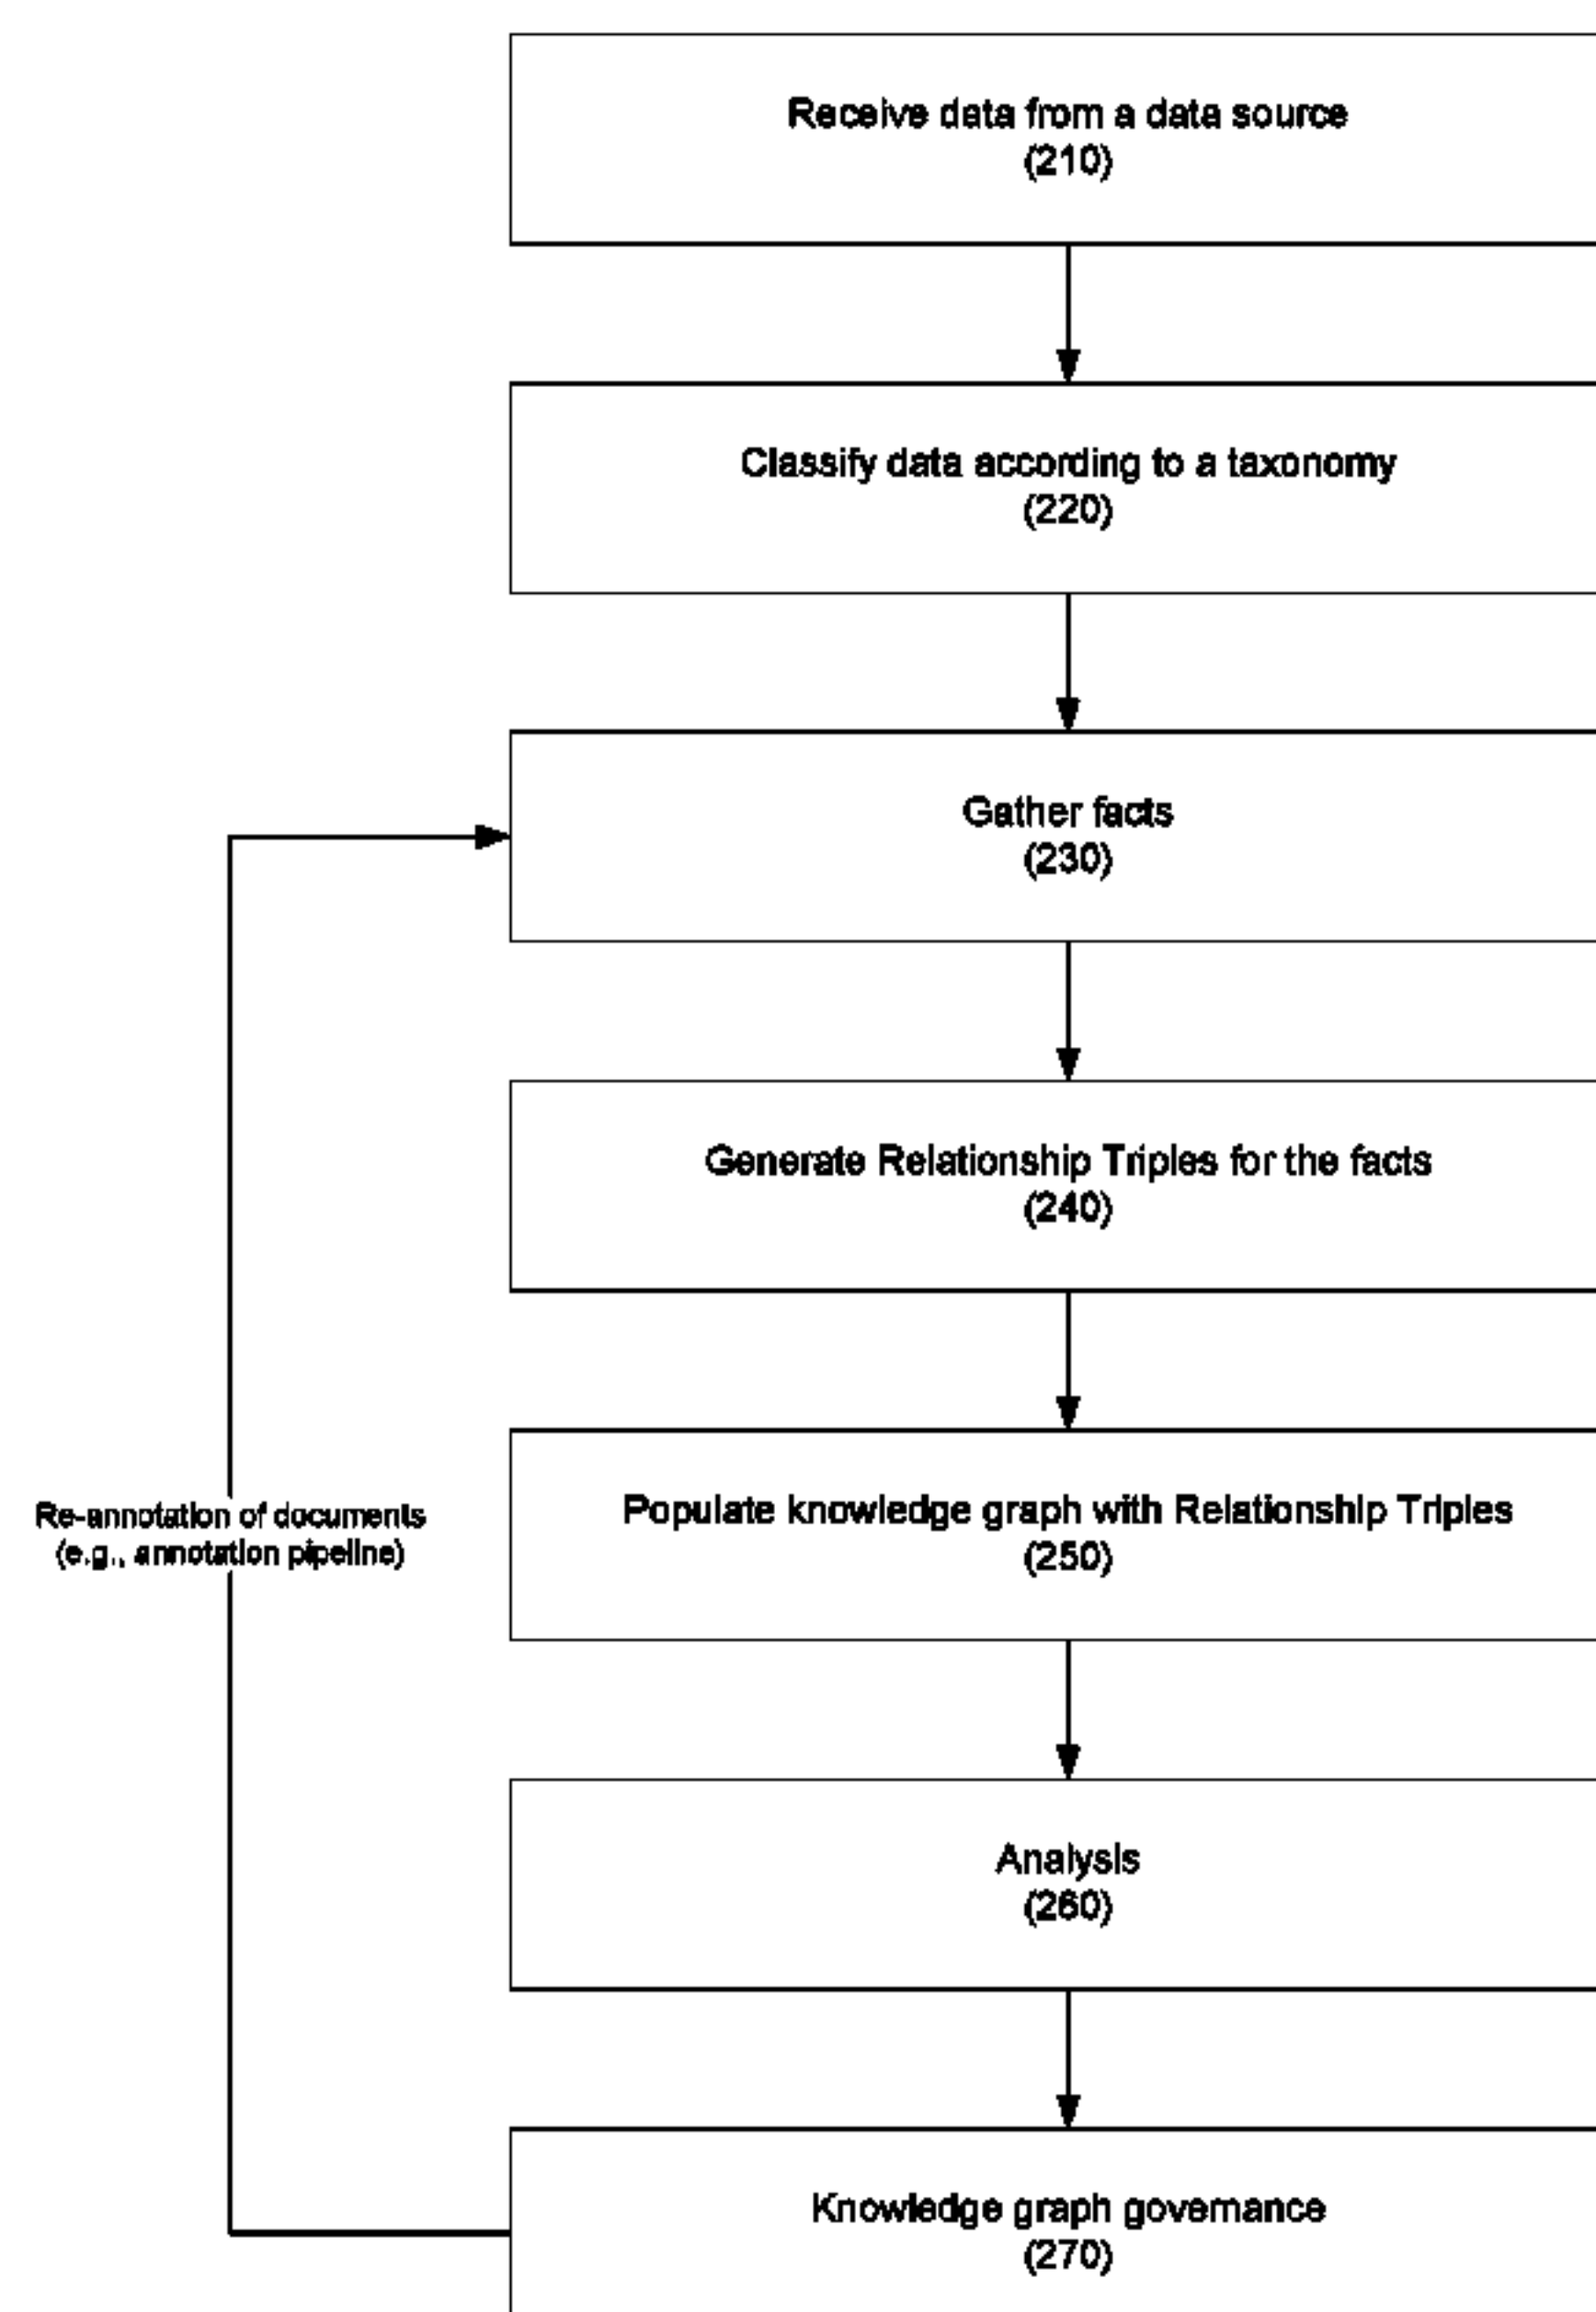 Receive data from a data source
(210)
Classify data according to a taxonomy
(220)
Gather facts
(230)
Generate Relationship Triples for the facts
(240)
Populate knowledge graph with Relationship Triples
(250)
Re-annotation of documents
(e.g., annotation pipeline)
Analysis
(260)
Knowledge graph governance
(270)